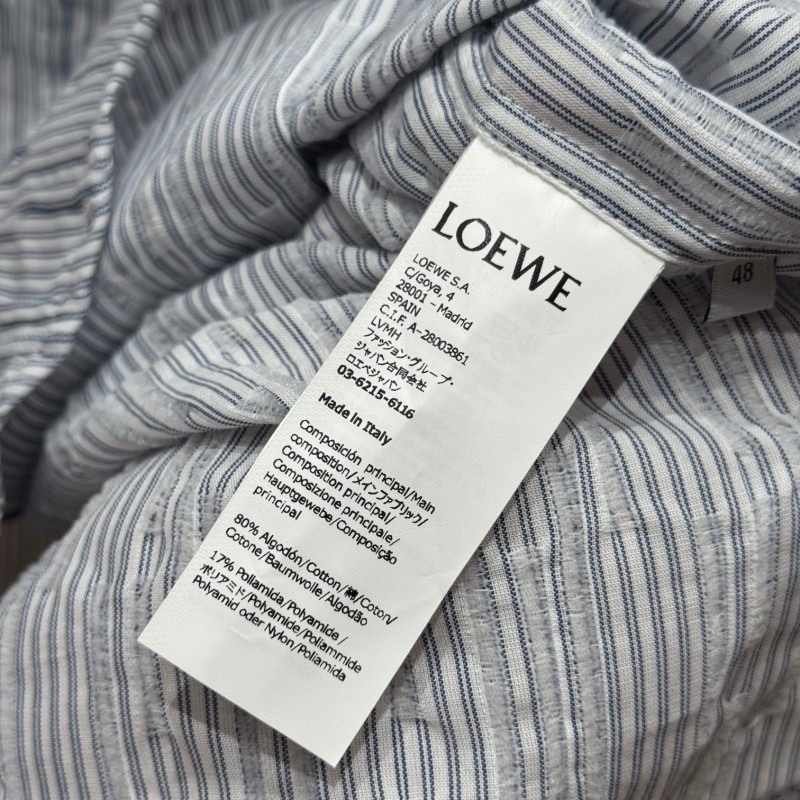 LOEWE
LOEWE S.A.
C/Goya, 4
28001 - Madrid
SPAIN
C.I.F. A-28003861
LVMH
ファッション・グループ・
ジャパン合同会社
ロエベジャパン
03-6215-6116
Made in Italy
Composición principal/Main
composition/メインファブリック/
Composition principal/
Composizione principale/
Hauptgewebe/Composição
principal
80% Algodón/Cotton/綿/Coton/
Cotone/Baumwolle/Algodão
17% Poliamida/Polyamide/
ポリアミド/Polyamide/Poliammide
Polyamid oder Nylon/Poliamida
48